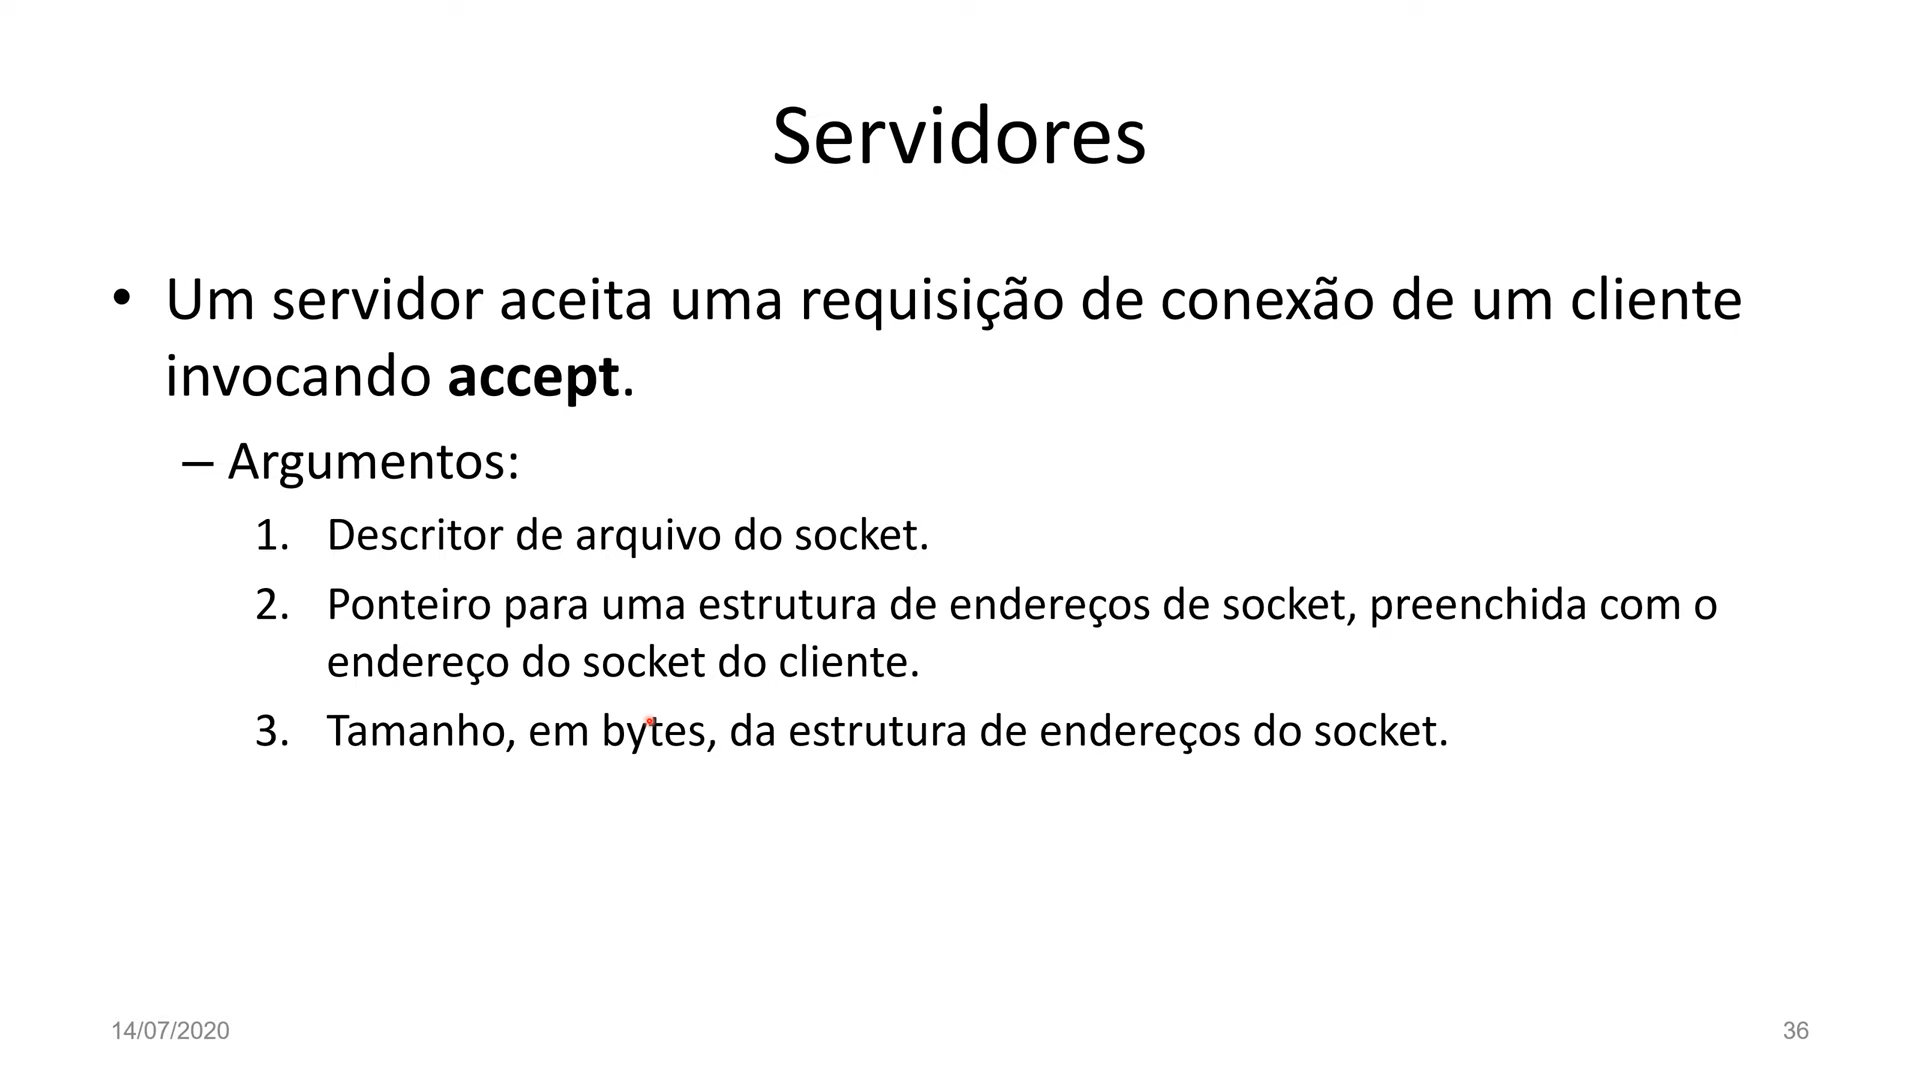 Servidores
• Um servidor aceita uma requisição de conexão de um cliente
invocando accept.
– Argumentos:
1. Descritor de arquivo do socket.
2. Ponteiro para uma estrutura de endereços de socket, preenchida com o
endereço do socket do cliente.
3. Tamanho, em bytes, da estrutura de endereços do socket.
14/07/2020
36